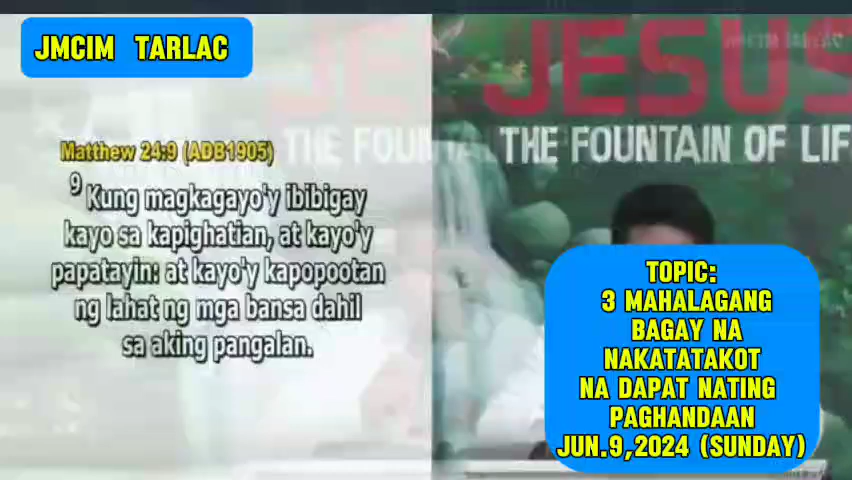 JMCIM TARLAC
JESUS
JMCIM TARLAC
THE FOUNTAIN OF LIF
Matthew 24:9 (ADB1905)
9 Kung magkagayo'y ibibigay
kayo sa kapighatian, at kayo'y
papatayin: at kayo'y kapopootan
ng lahat ng mga bansa dahil
sa aking pangalan.
TOPIC:
3 MAHALAGANG
BAGAY NA
NAKATATAKOT
NA DAPAT NATING
PAGHANDAAN
JUN.9,2024 (SUNDAY)